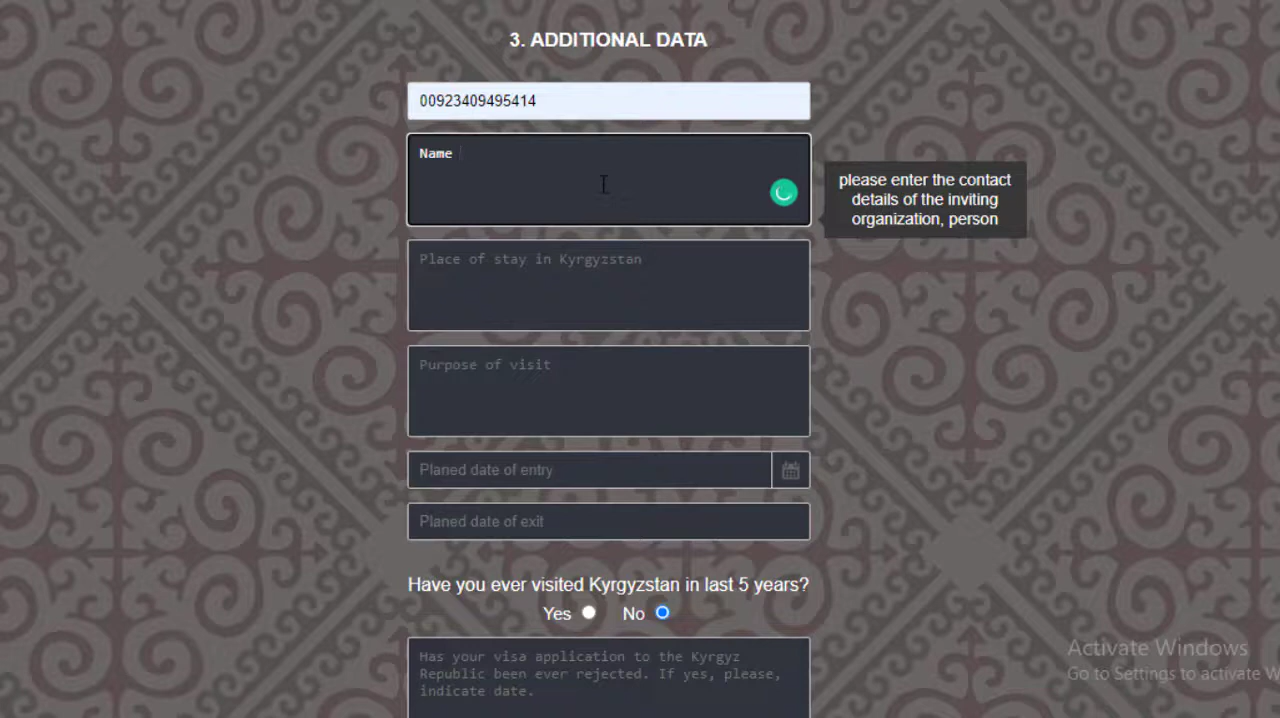 3. ADDITIONAL DATA
00923409495414
Name
please enter the contact
details of the inviting
organization, person
Place of stay in Kyrgyzstan
Purpose of visit
Planed date of entry
Planed date of exit
Have you ever visited Kyrgyzstan in last 5 years?
Yes No
Has your visa application to the Kyrgyz
Republic been ever rejected. If yes, please,
indicate date.
Activate Windows
Go to Settings to activate W